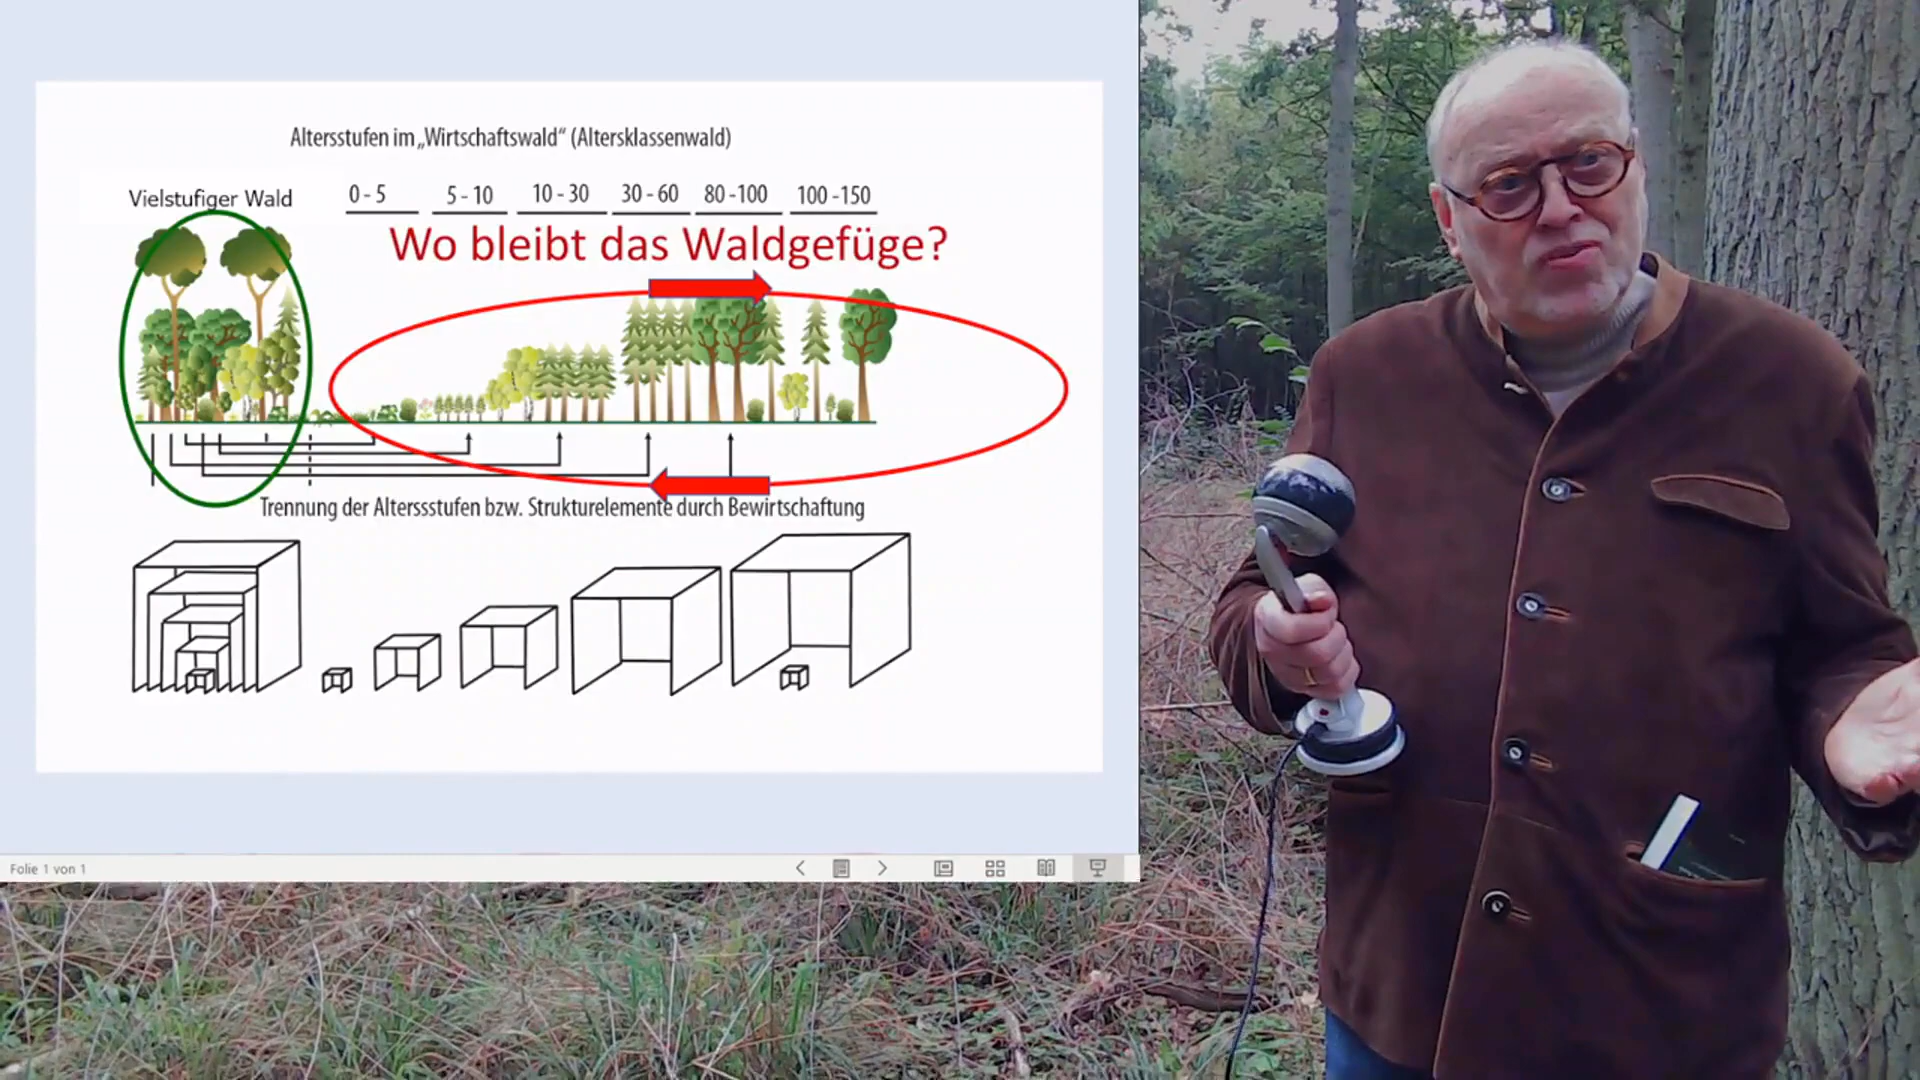 Altersstufen im „Wirtschaftswald“ (Altersklassenwald)
Vielstufiger Wald
0 - 5
5 - 10
10 - 30
30 - 60
80 -100
100 -150
Wo bleibt das Waldgefüge?
Trennung der Alterssstufen bzw. Strukturelemente durch Bewirtschaftung
Folie 1 von 1